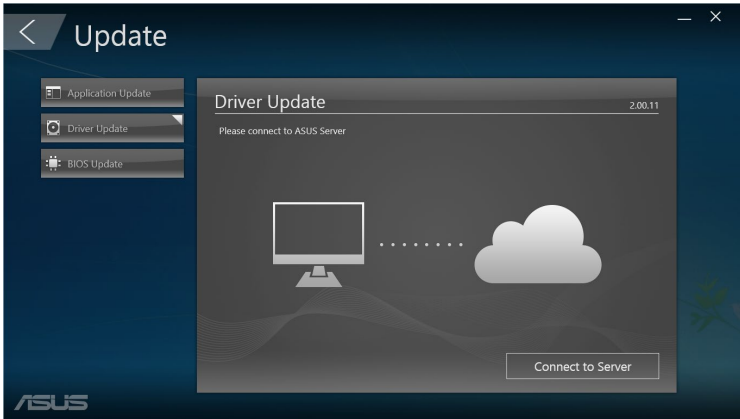 Update
Application Update
Driver Update
BIOS Update
Driver Update
2.00.11
Please connect to ASUS Server
Connect to Server
ASUS